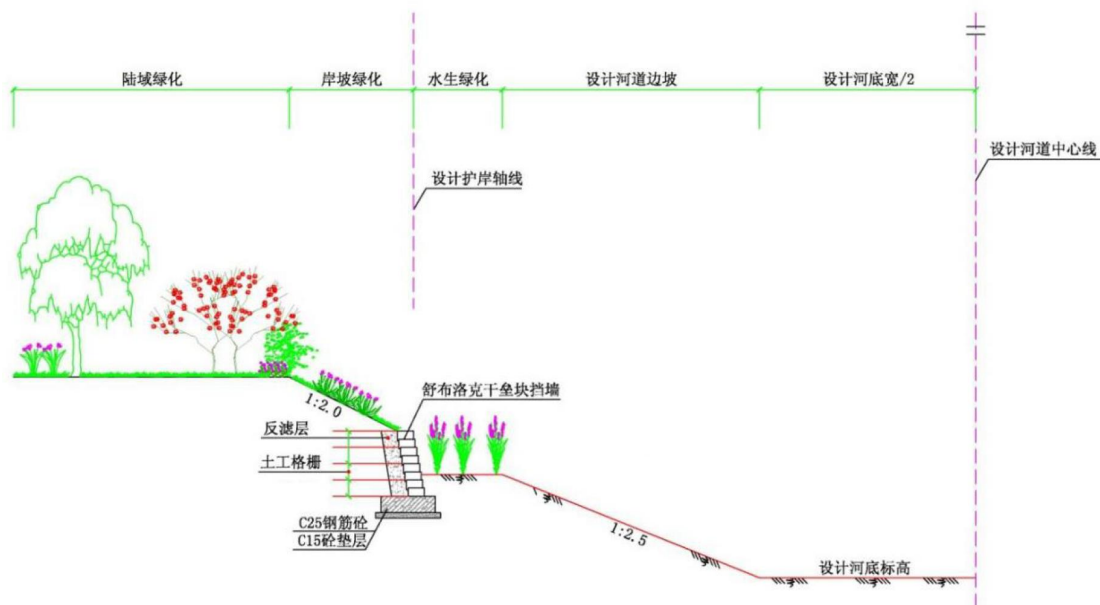 陆域绿化
岸坡绿化
水生绿化
设计河道边坡
设计河底宽/2
设计河道中心线
设计护岸轴线
舒布洛克干垒块挡墙
1:2.0
反滤层
土工格栅
C25钢筋砼
C15砼垫层
1:2.5
设计河底标高